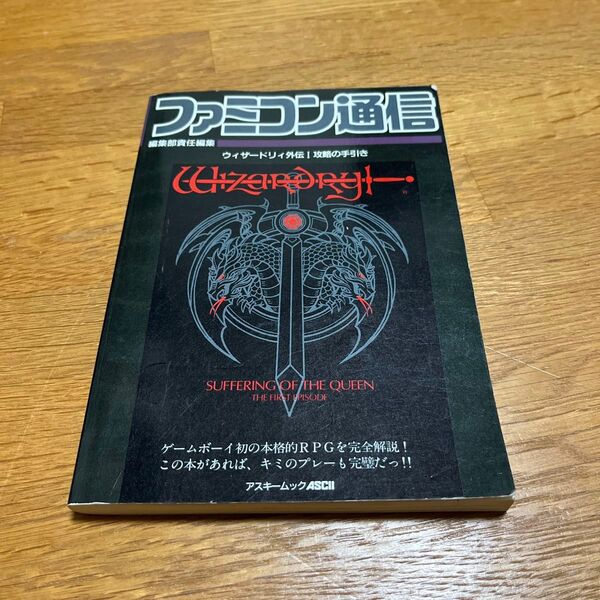 ファミコン通信
編集部責任編集
ウィザードリィ外伝I攻略の手引き
Wizardry
SUFFERING OF THE QUEEN
THE FIRST EPISODE
ゲームボーイ初の本格的RPGを完全解説!
この本があれば、キミのプレーも完璧だっ!!
アスキームックASCII